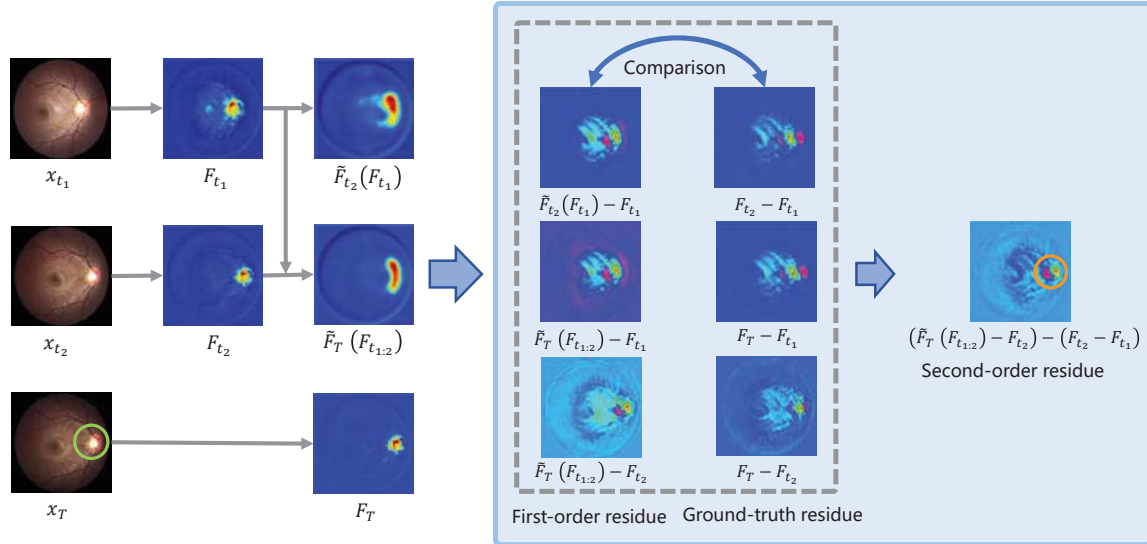 Comparison
x_{t_1}
F_{t_1}
F̃_{t_2}(F_{t_1})
F̃_{t_2}(F_{t_1}) − F_{t_1}
F_{t_2} − F_{t_1}
x_{t_2}
F_{t_2}
F̃_T (F_{t_{1:2}})
F̃_T (F_{t_{1:2}}) − F_{t_1}
F_T − F_{t_1}
(F̃_T (F_{t_{1:2}}) − F_{t_2}) − (F_{t_2} − F_{t_1})
Second-order residue
F̃_T (F_{t_{1:2}}) − F_{t_2}
F_T − F_{t_2}
x_T
F_T
First-order residue
Ground-truth residue